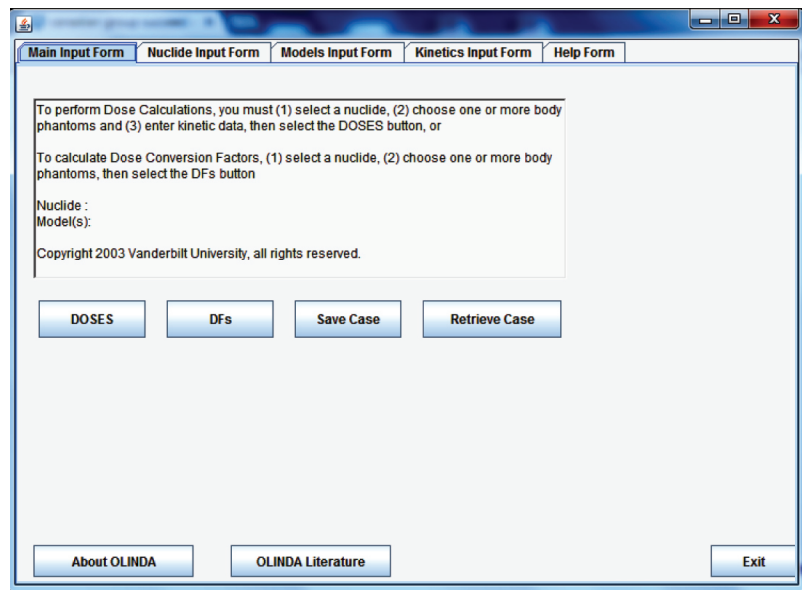 Main Input Form Nuclide Input Form Models Input Form Kinetics Input Form Help Form
To perform Dose Calculations, you must (1) select a nuclide, (2) choose one or more body
phantoms and (3) enter kinetic data, then select the DOSES button, or
To calculate Dose Conversion Factors, (1) select a nuclide, (2) choose one or more body
phantoms, then select the DFs button
Nuclide :
Model(s):
Copyright 2003 Vanderbilt University, all rights reserved.
DOSES DFs Save Case Retrieve Case
About OLINDA OLINDA Literature Exit